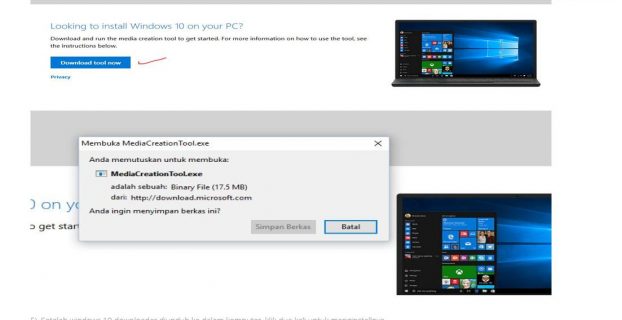 Looking to install Windows 10 on your PC?
Download and run the media creation tool to get started. For more information on how to use the tool, see
the instructions below.
Download tool now
Privacy
Membuka MediaCreationTool.exe
Anda memutuskan untuk membuka:
MediaCreationTool.exe
adalah sebuah: Binary File (17.5 MB)
dari: http://download.microsoft.com
Anda ingin menyimpan berkas ini?
Simpan Berkas
Batal
0 on yo
o get start